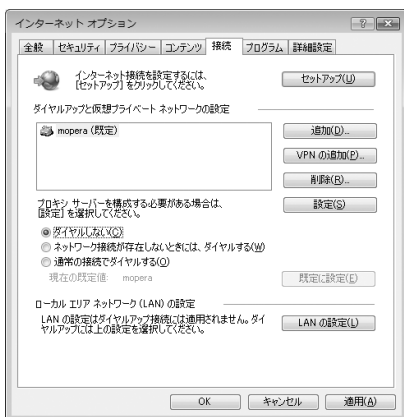 インターネット オプション
全般 セキュリティ プライバシー コンテンツ 接続 プログラム 詳細設定
インターネット接続を設定するには、
[セットアップ] をクリックしてください。
セットアップ(U)
ダイヤルアップと仮想プライベート ネットワークの設定
mopera (既定)
追加(D)...
VPN の追加(P)...
削除(R)...
プロキシ サーバーを構成する必要がある場合は、
[設定] を選択してください。
設定(S)
ダイヤルしない(C)
ネットワーク接続が存在しないときには、ダイヤルする(W)
通常の接続でダイヤルする(O)
現在の既定値: mopera
既定に設定(E)
ローカル エリア ネットワーク (LAN) の設定
LAN の設定はダイヤルアップ接続には適用されません。ダイ
ヤルアップには上の設定を選択してください。
LAN の設定(L)
OK キャンセル 適用(A)